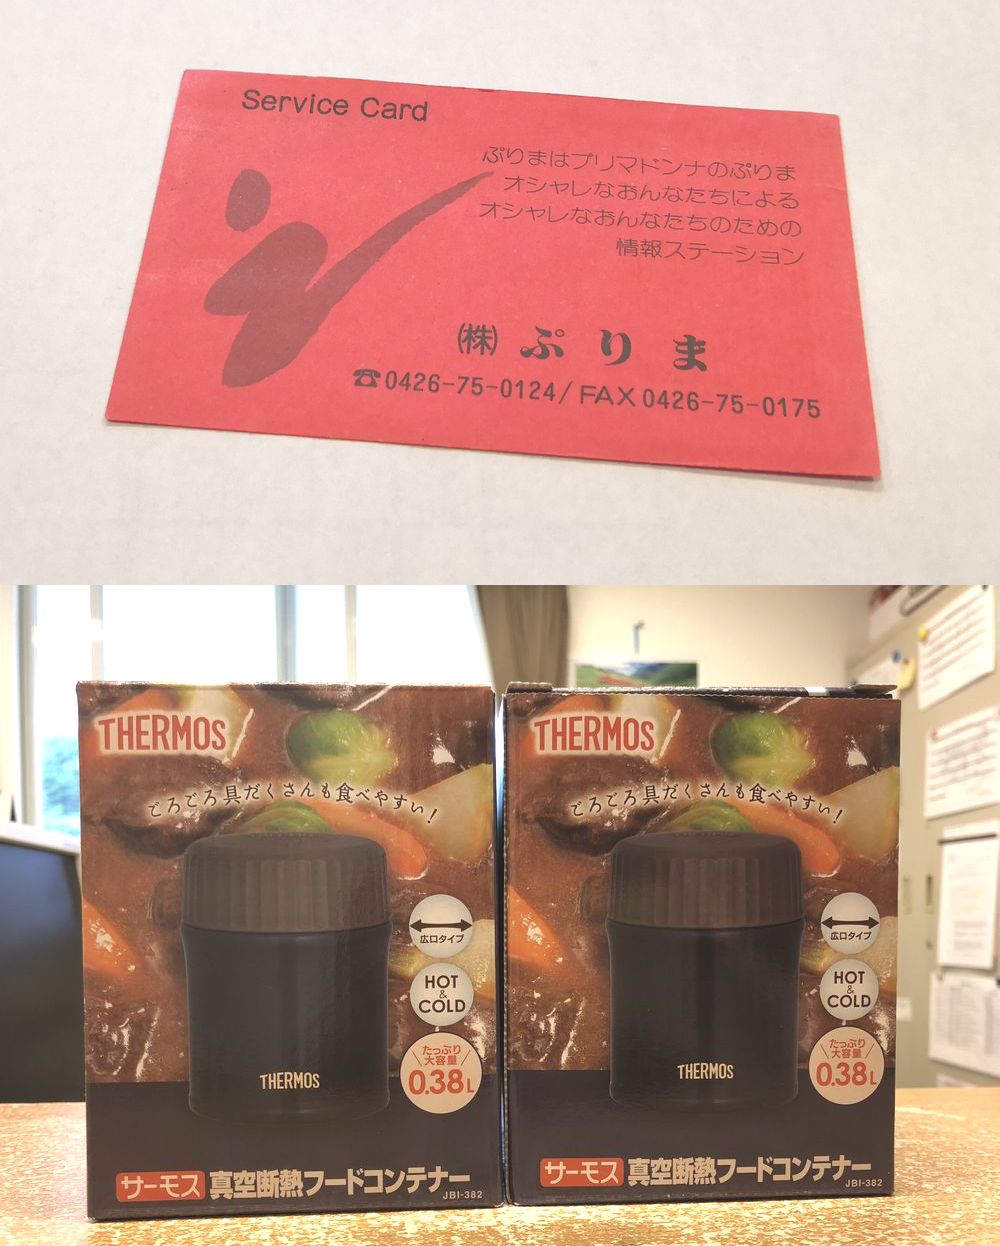 Service Card
ぷりまはプリマドンナのぷりま
オシャレなおんなたちによる
オシャレなおんなたちのための
情報ステーション
㈱ ぷりま
☎0426-75-0124/FAX0426-75-0175
THERMOS
ごろごろ具だくさんも食べやすい!
広口タイプ
HOT
&
COLD
たっぷり
大容量
0.38L
THERMOS
サーモス 真空断熱フードコンテナー
JBI-382
THERMOS
ごろごろ具だくさんも食べやすい!
広口タイプ
HOT
&
COLD
たっぷり
大容量
0.38L
THERMOS
サーモス 真空断熱フードコンテナー
JBI-382